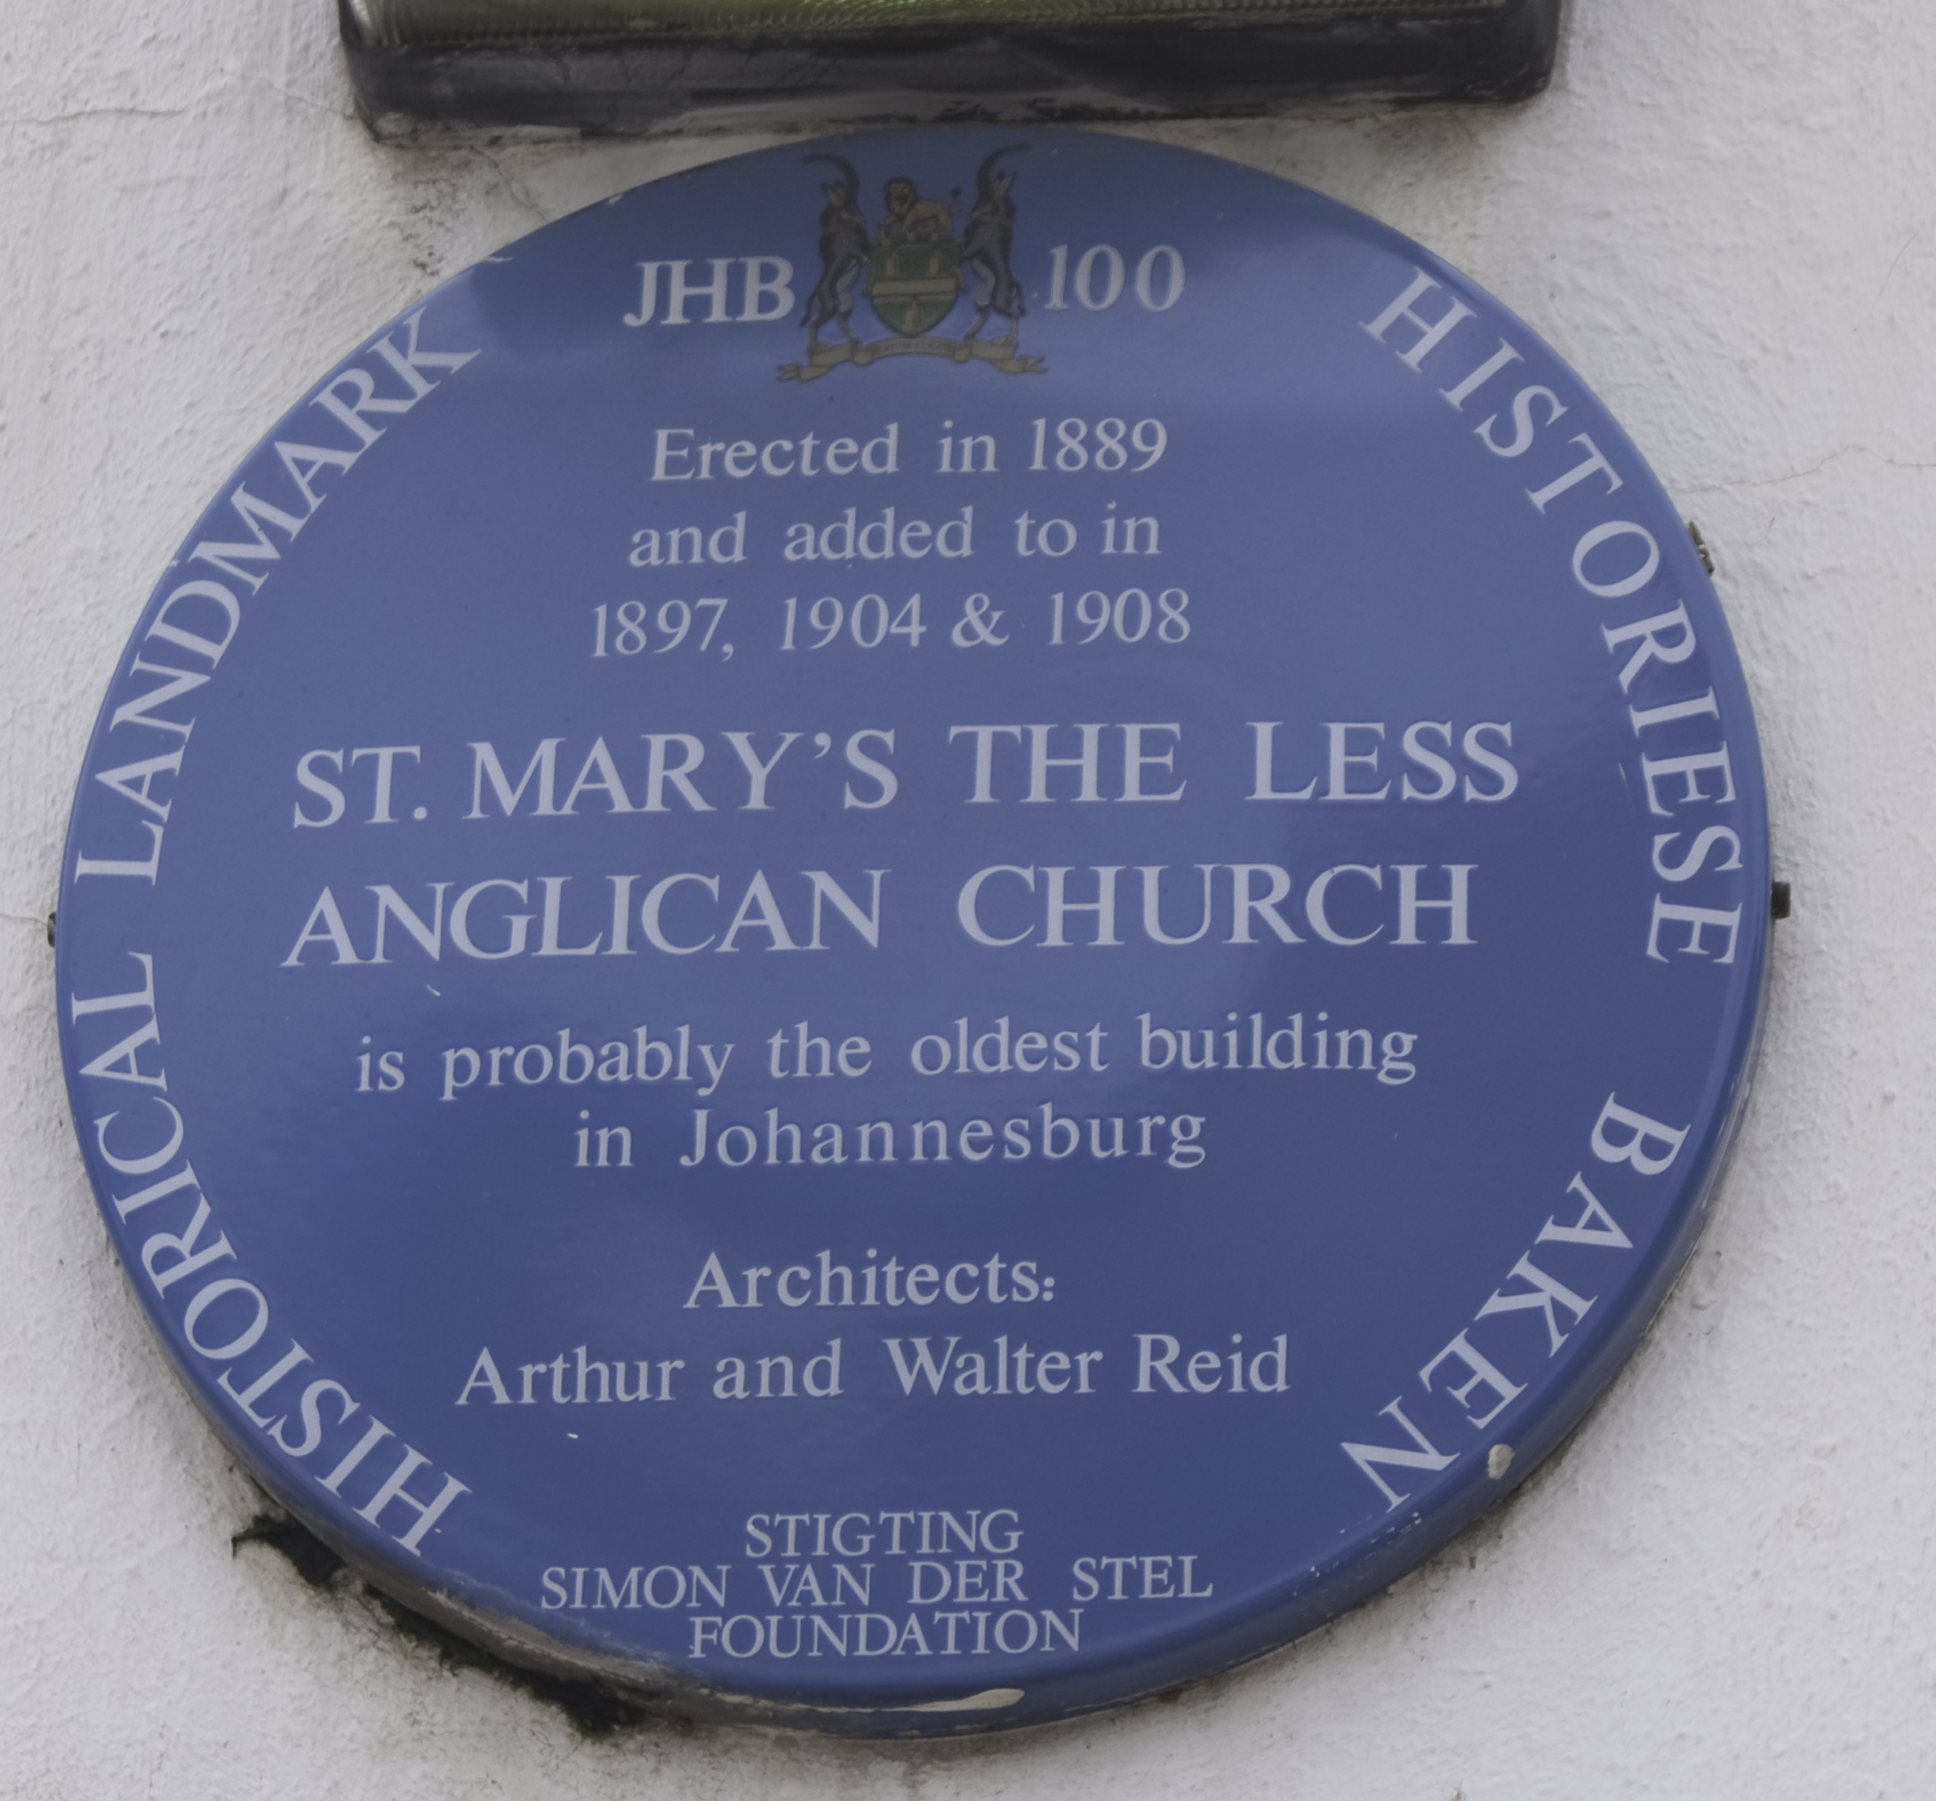 JHB 100
HISTORICAL LANDMARK
HISTORIESE BAKEN
Erected in 1889
and added to in
1897, 1904 & 1908
ST. MARY’S THE LESS
ANGLICAN CHURCH
is probably the oldest building
in Johannesburg
Architects:
Arthur and Walter Reid
STIGTING
SIMON VAN DER STEL
FOUNDATION